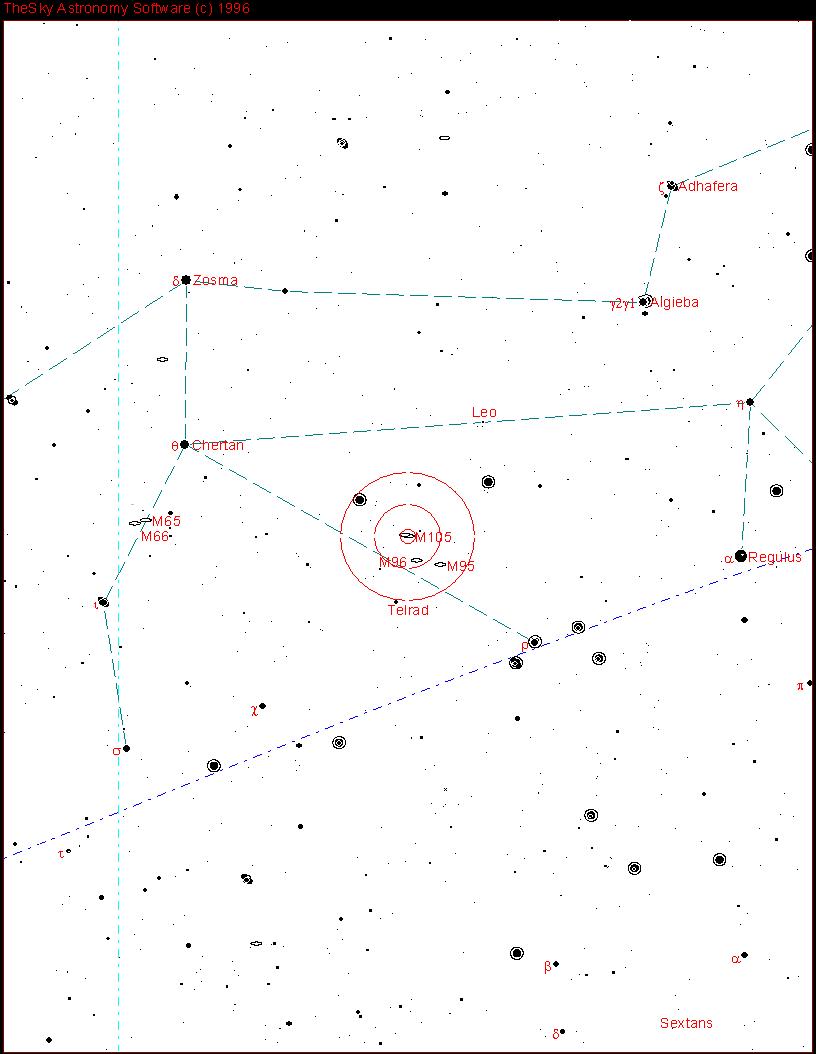 TheSky Astronomy Software (c) 1996
ζ Adhafera
δ Zosma
γ2γ1 Algieba
η
Leo
θ Chertan
M65
M66
M105
M96
M95
α Regulus
ι
Telrad
ρ
π
χ
σ
τ
β
α
Sextans
δ